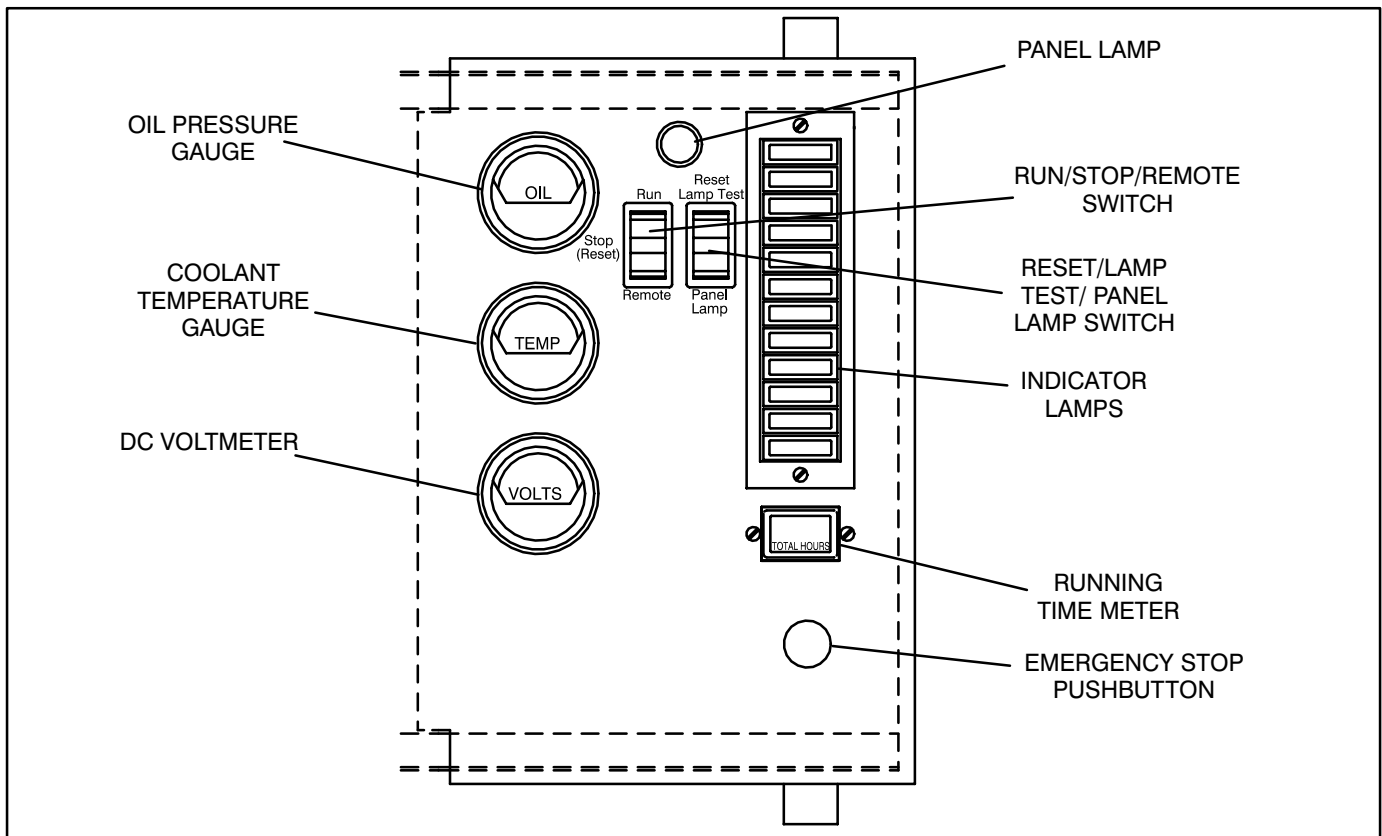 PANEL LAMP
OIL PRESSURE
GAUGE
RUN/STOP/REMOTE
SWITCH
COOLANT
TEMPERATURE
GAUGE
RESET/LAMP
TEST/ PANEL
LAMP SWITCH
INDICATOR
LAMPS
DC VOLTMETER
RUNNING
TIME METER
EMERGENCY STOP
PUSHBUTTON
OIL
TEMP
VOLTS
Run
Stop
(Reset)
Remote
Reset
Lamp Test
Panel
Lamp
TOTAL HOURS